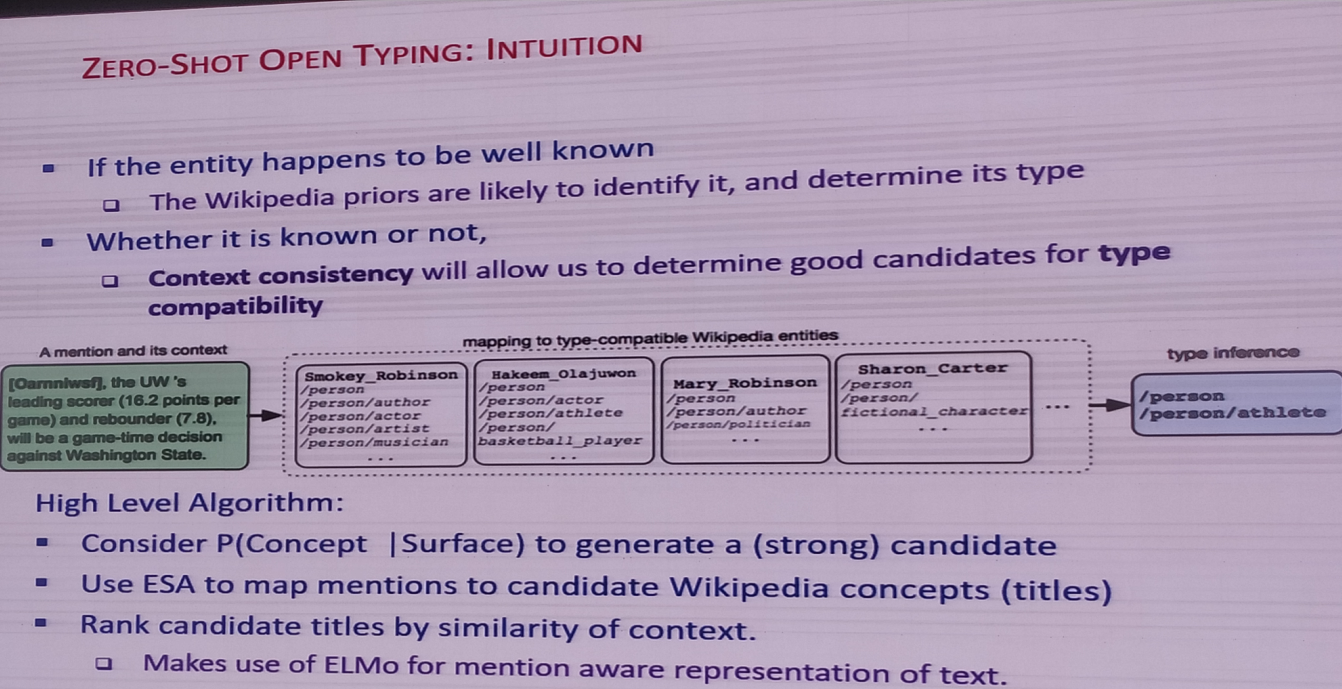 ZERO-SHOT OPEN TYPING: INTUITION
If the entity happens to be well known
The Wikipedia priors are likely to identify it, and determine its type
Whether it is known or not,
Context consistency will allow us to determine good candidates for type
compatibility
A mention and its context
[Oarnniwsf], the UW 's
leading scorer (16.2 points per
game) and rebounder (7.8),
will be a game-time decision
against Washington State.
mapping to type-compatible Wikipedia entities
Smokey_Robinson
/person
/person/author
/person/actor
/person/artist
/person/musician
...
Hakeem_Olajuwon
/person
/person/actor
/person/athlete
/person/
basketball_player
...
Mary_Robinson
/person
/person/author
/person/politician
...
Sharon_Carter
/person
/person/
fictional_character
...
...
type inference
/person
/person/athlete
High Level Algorithm:
Consider P(Concept |Surface) to generate a (strong) candidate
Use ESA to map mentions to candidate Wikipedia concepts (titles)
Rank candidate titles by similarity of context.
Makes use of ELMo for mention aware representation of text.